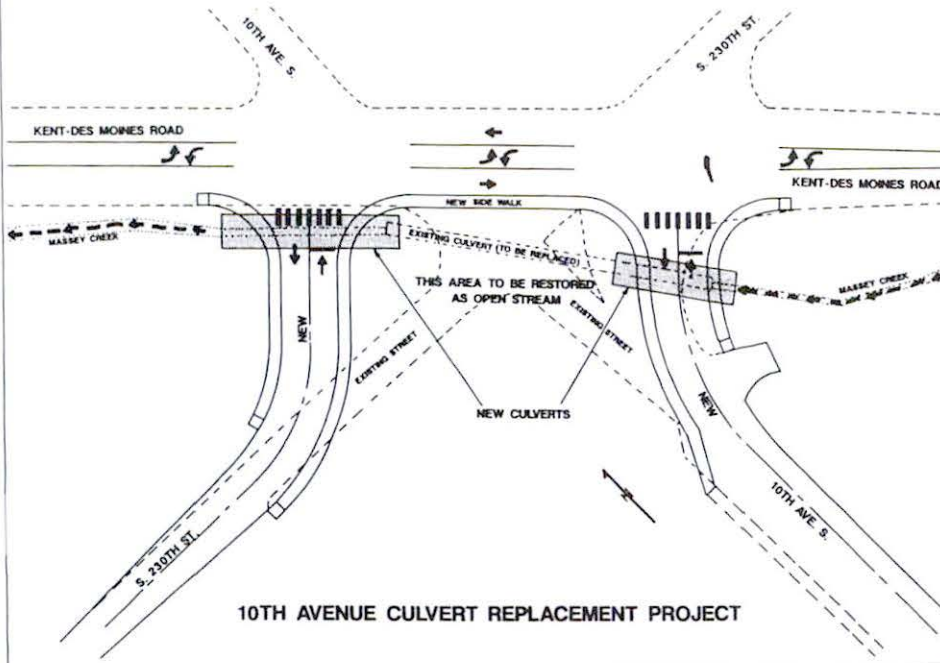 10TH AVE. S.
S. 230TH ST.
KENT-DES MOINES ROAD
KENT-DES MOINES ROAD
NEW SIDE WALK
MASSEY CREEK
EXISTING CULVERT (TO BE REPLACED)
MASSEY CREEK
THIS AREA TO BE RESTORED
AS OPEN STREAM
NEW
EXISTING STREET
EXISTING STREET
NEW
NEW CULVERTS
N
10TH AVE. S.
S. 230TH ST.
10TH AVENUE CULVERT REPLACEMENT PROJECT